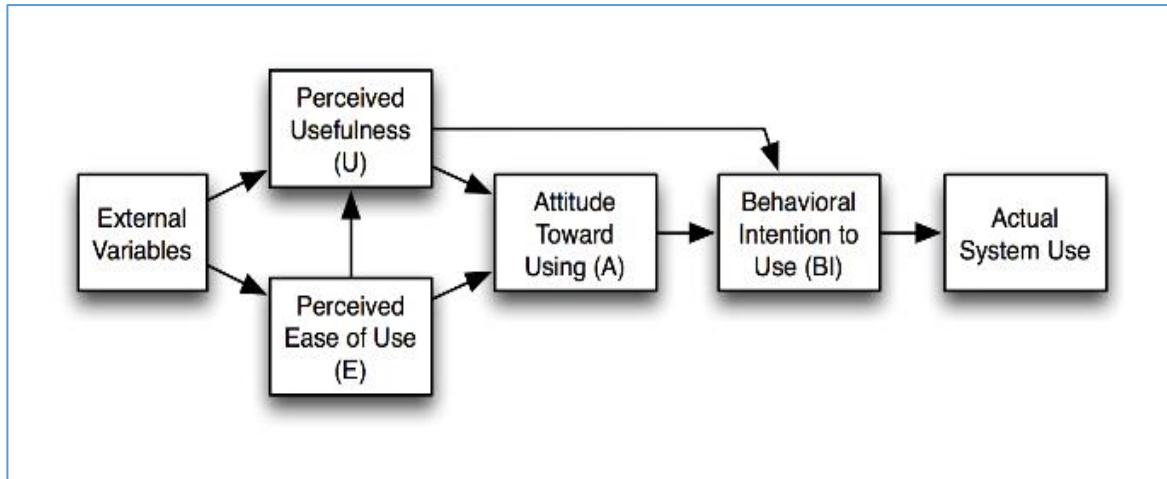 External
Variables
Perceived
Usefulness
(U)
Perceived
Ease of Use
(E)
Attitude
Toward
Using (A)
Behavioral
Intention to
Use (BI)
Actual
System Use